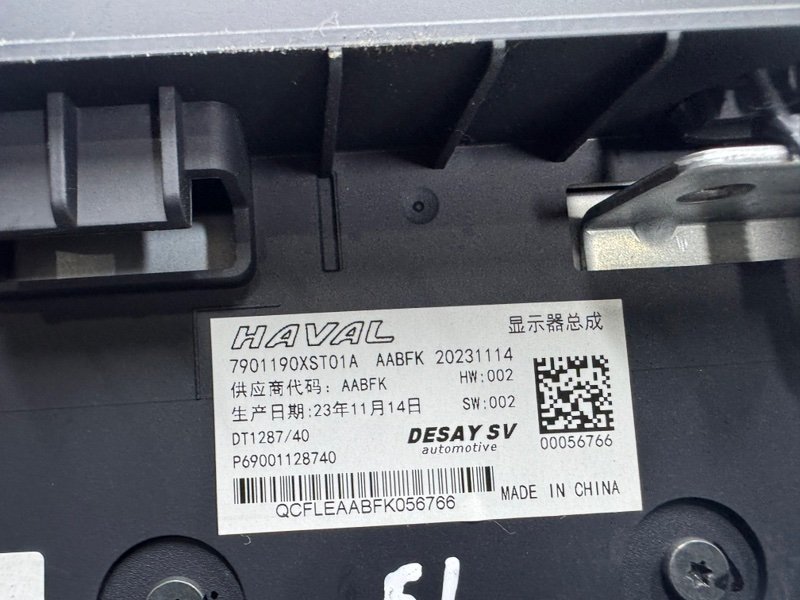 HAVAL 显示器总成
7901190XST01A AABFK 20231114
供应商代码: AABFK HW:002
生产日期:23年11月14日 SW:002
DT1287/40 DESAY SV
automotive
00056766
P69001128740
QCFLEAABFK056766 MADE IN CHINA
51